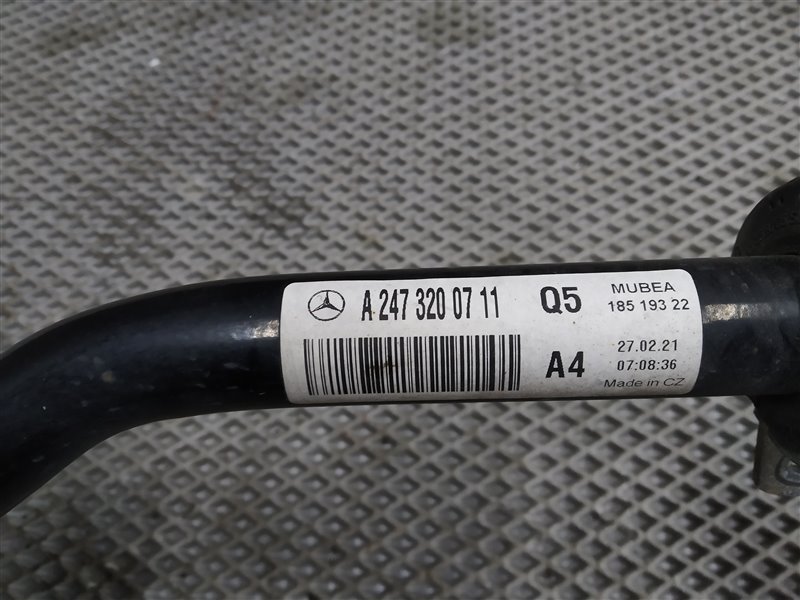 A 247 320 07 11 Q5
A4
MUBEA
185 193 22
27.02.21
07:08:36
Made in CZ